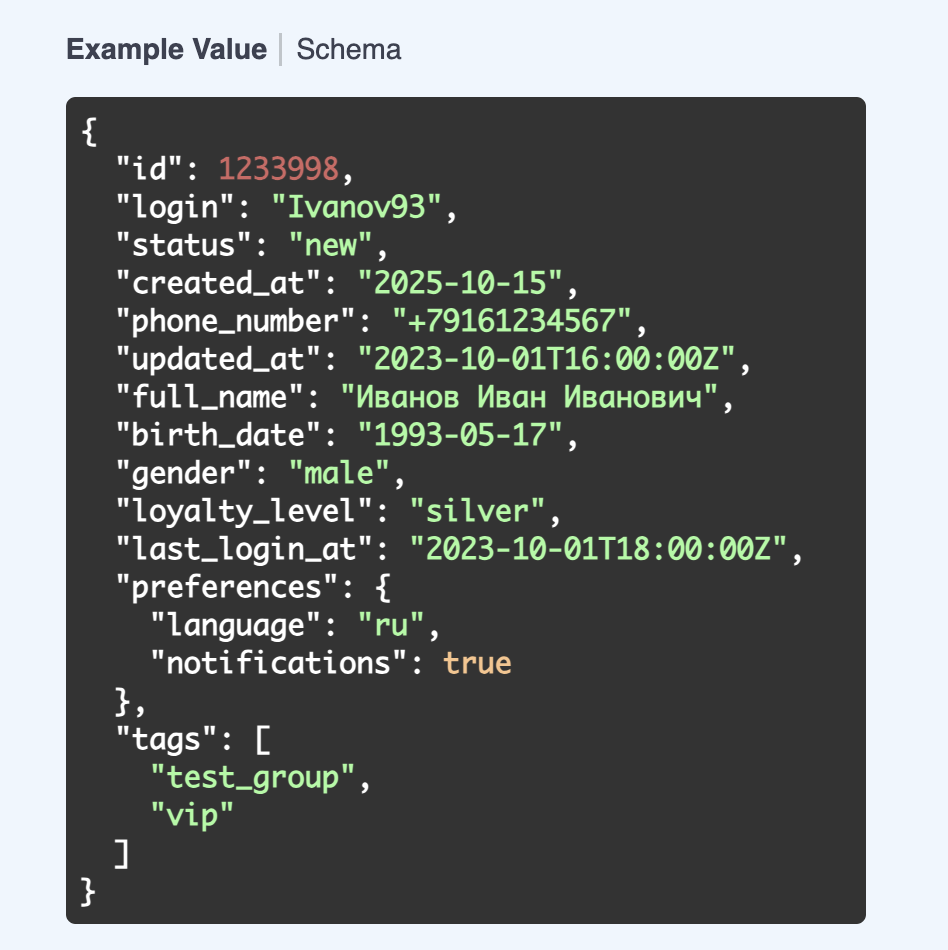 Example Value | Schema
{
  "id": 1233998,
  "login": "Ivanov93",
  "status": "new",
  "created_at": "2025-10-15",
  "phone_number": "+79161234567",
  "updated_at": "2023-10-01T16:00:00Z",
  "full_name": "Иванов Иван Иванович",
  "birth_date": "1993-05-17",
  "gender": "male",
  "loyalty_level": "silver",
  "last_login_at": "2023-10-01T18:00:00Z",
  "preferences": {
    "language": "ru",
    "notifications": true
  },
  "tags": [
    "test_group",
    "vip"
  ]
}